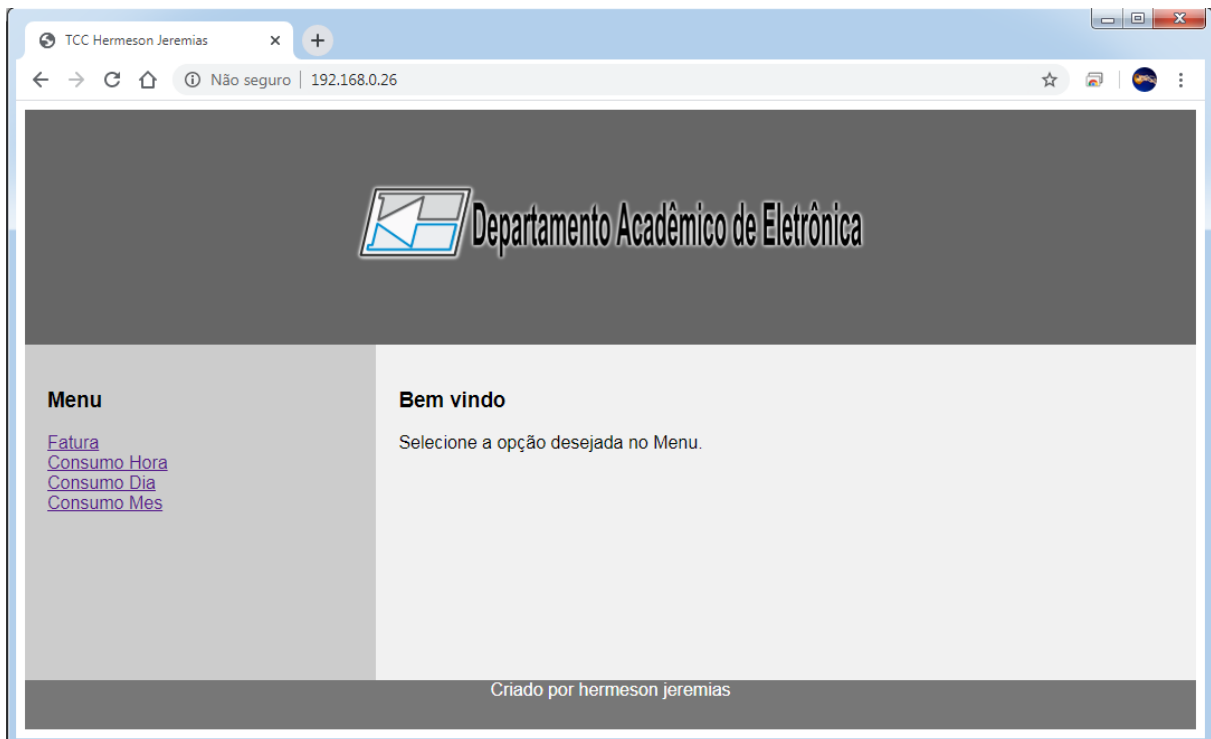 TCC Hermeson Jeremias
Não seguro | 192.168.0.26
Departamento Acadêmico de Eletrônica
Menu
Fatura
Consumo Hora
Consumo Dia
Consumo Mes
Bem vindo
Selecione a opção desejada no Menu.
Criado por hermeson jeremias